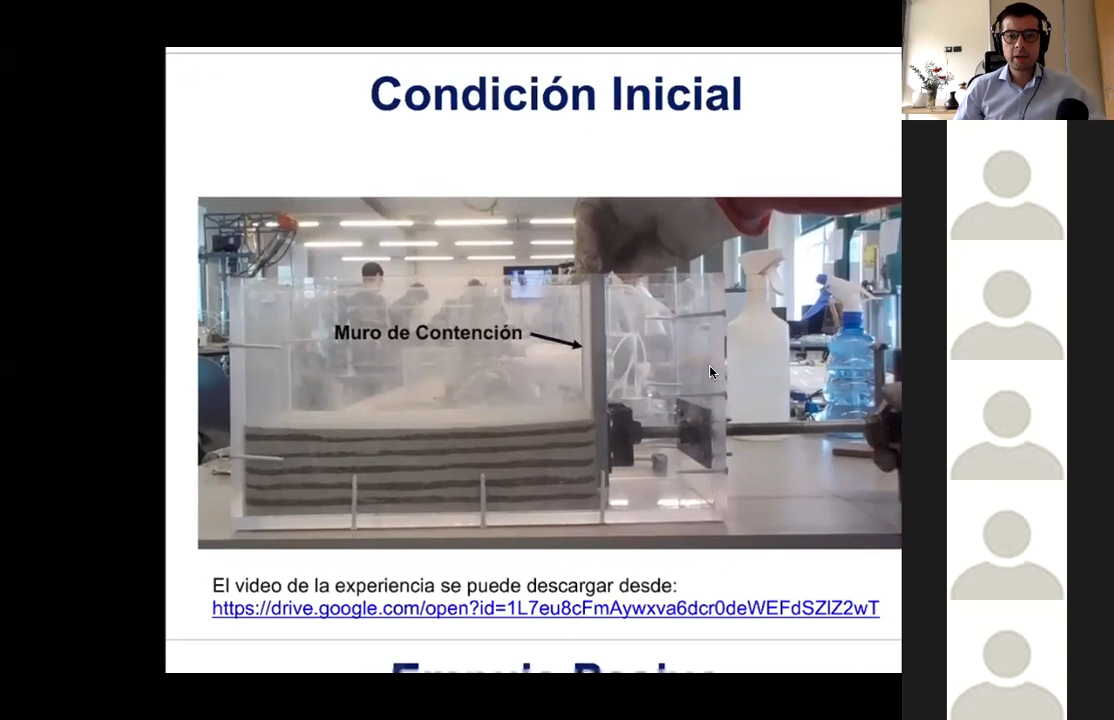 Condición Inicial
Muro de Contención
El video de la experiencia se puede descargar desde:
https://drive.google.com/open?id=1L7eu8cFmAywxva6dcr0deWEFdSZlZ2wT